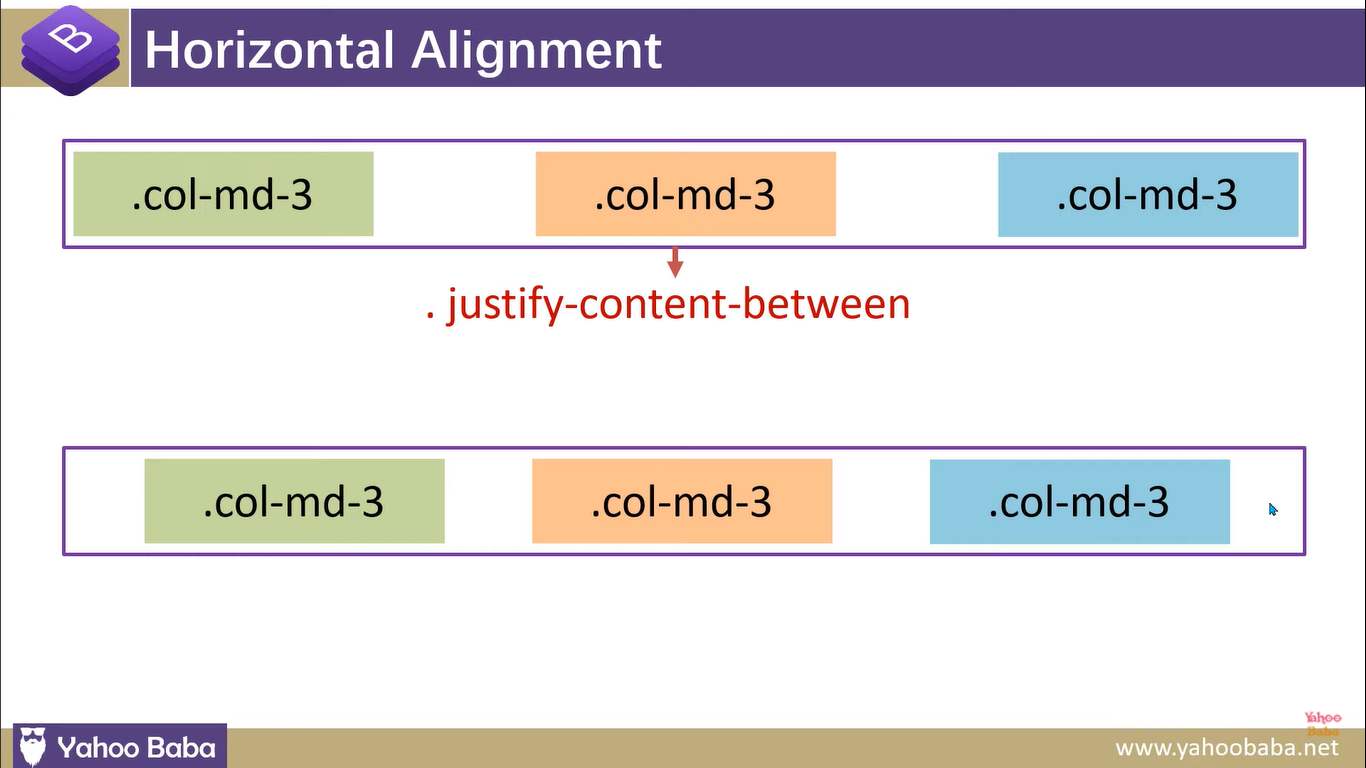 B
Horizontal Alignment
.col-md-3 .col-md-3 .col-md-3
. justify-content-between
.col-md-3 .col-md-3 .col-md-3
Yahoo
Baba
Yahoo Baba
www.yahoobaba.net